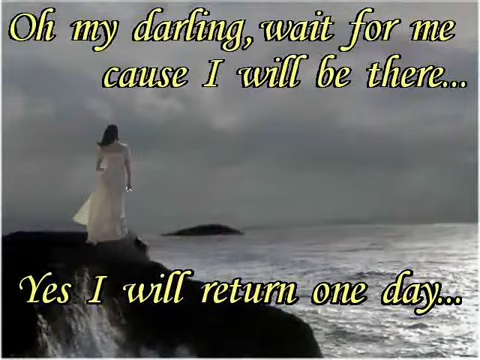 Oh my darling, wait for me
cause I will be there...
Yes I will return one day...